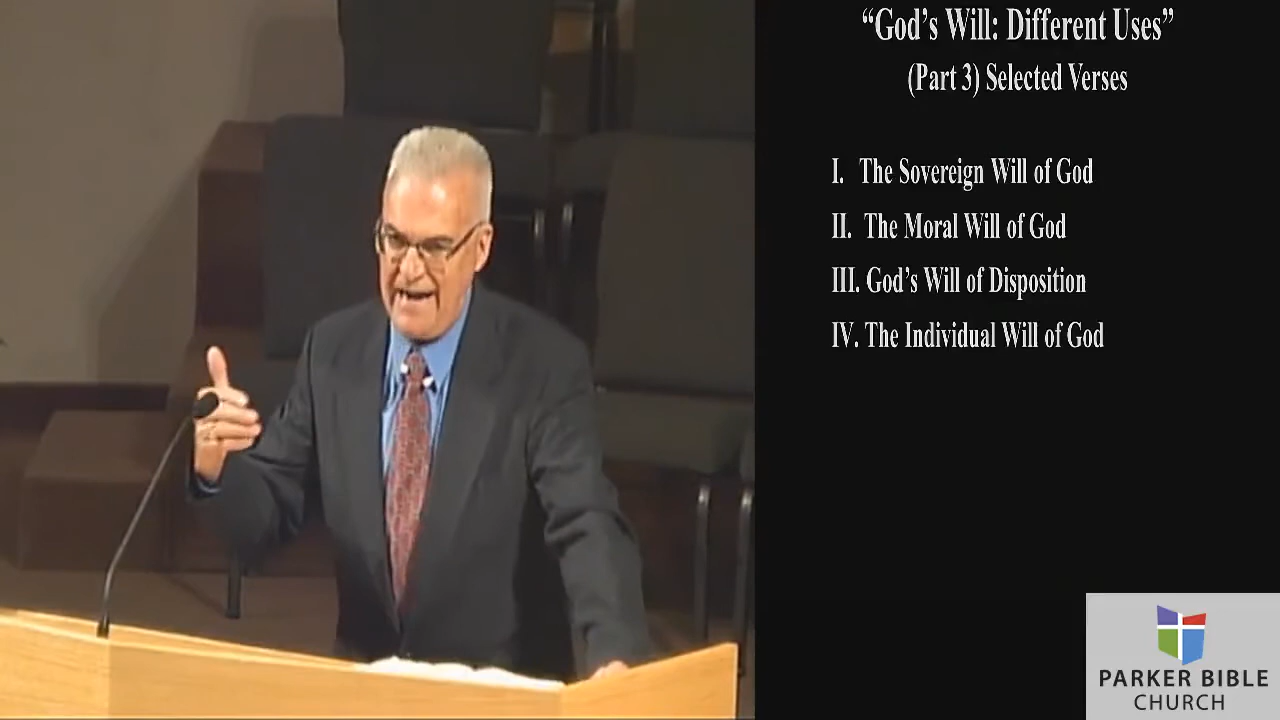 “God’s Will: Different Uses”
(Part 3) Selected Verses
I. The Sovereign Will of God
II. The Moral Will of God
III. God’s Will of Disposition
IV. The Individual Will of God
PARKER BIBLE
CHURCH